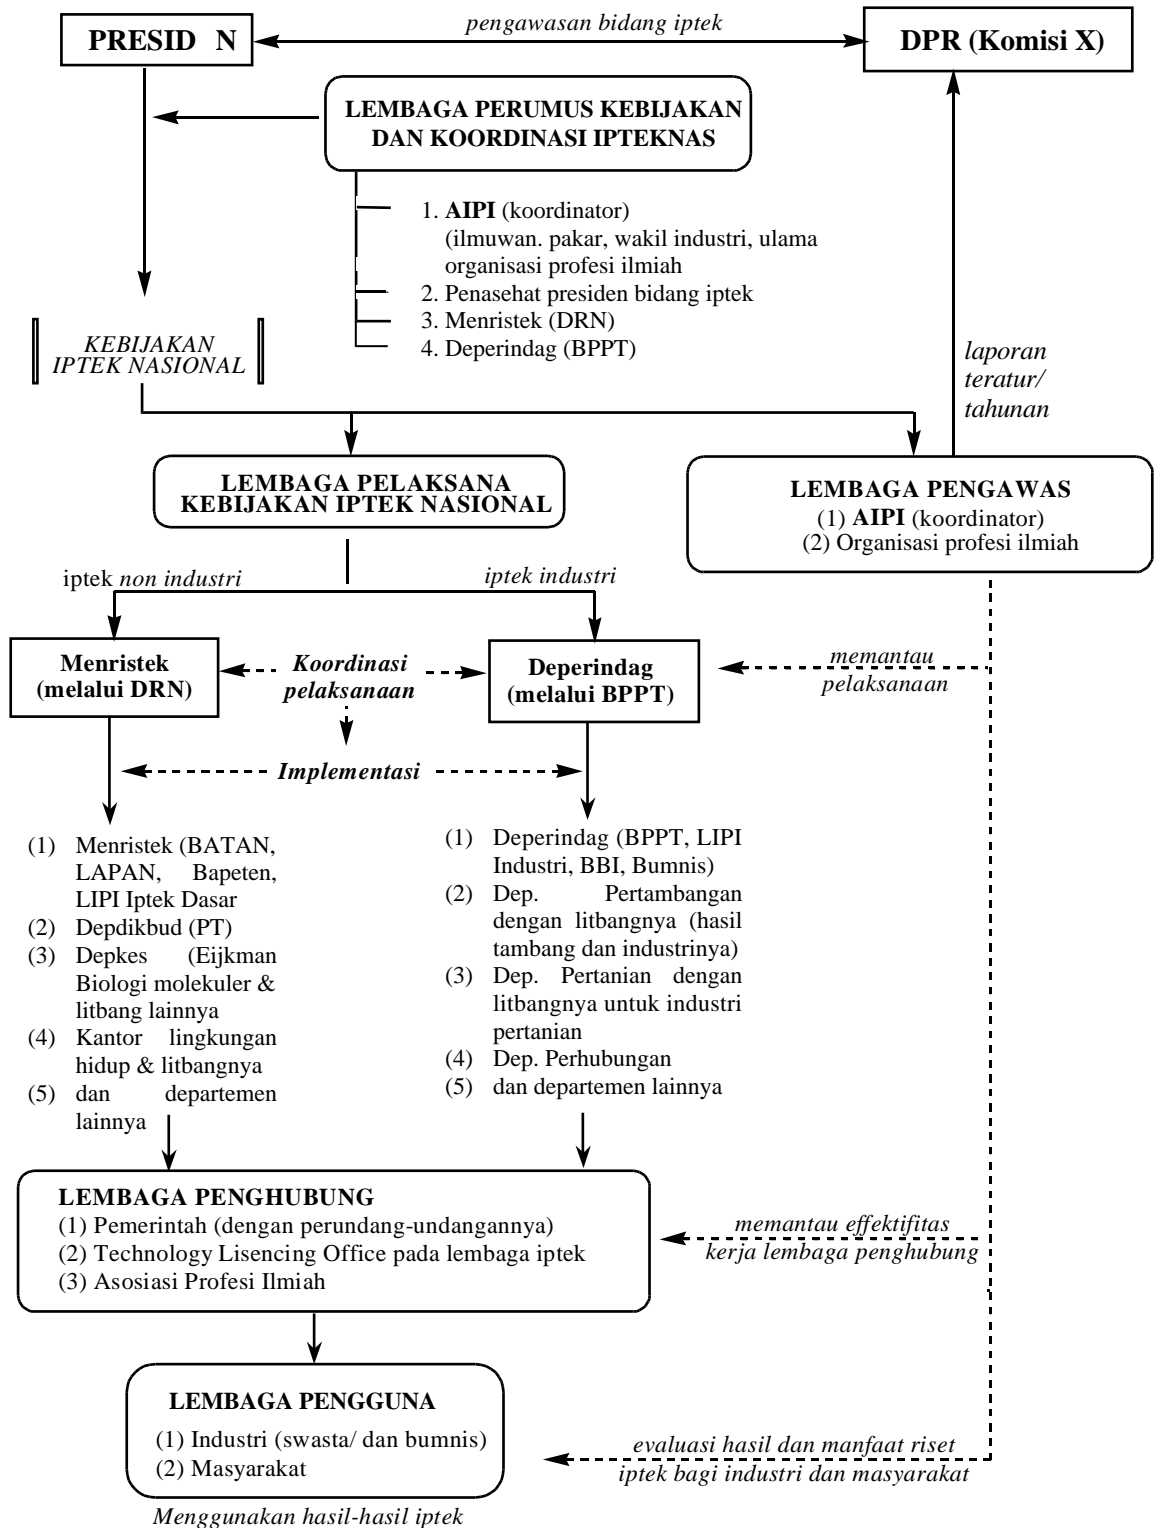 pengawasan bidang iptek
PRESID N
DPR (Komisi X)
LEMBAGA PERUMUS KEBIJAKAN
DAN KOORDINASI IPTEKNAS
1. AIPI (koordinator)
(ilmuwan. pakar, wakil industri, ulama
organisasi profesi ilmiah
2. Penasehat presiden bidang iptek
3. Menristek (DRN)
4. Deperindag (BPPT)
KEBIJAKAN
IPTEK NASIONAL
laporan
teratur/
tahunan
LEMBAGA PELAKSANA
KEBIJAKAN IPTEK NASIONAL
LEMBAGA PENGAWAS
(1) AIPI (koordinator)
(2) Organisasi profesi ilmiah
iptek non industri
iptek industri
Menristek
(melalui DRN)
Koordinasi
pelaksanaan
Deperindag
(melalui BPPT)
memantau
pelaksanaan
Implementasi
(1) Menristek (BATAN,
LAPAN, Bapeten,
LIPI Iptek Dasar
(2) Depdikbud (PT)
(3) Depkes (Eijkman
Biologi molekuler &
litbang lainnya
(4) Kantor lingkungan
hidup & litbangnya
(5) dan departemen
lainnya
(1) Deperindag (BPPT, LIPI
Industri, BBI, Bumnis)
(2) Dep. Pertambangan
dengan litbangnya (hasil
tambang dan industrinya)
(3) Dep. Pertanian dengan
litbangnya untuk industri
pertanian
(4) Dep. Perhubungan
(5) dan departemen lainnya
LEMBAGA PENGHUBUNG
(1) Pemerintah (dengan perundang-undangannya)
(2) Technology Lisencing Office pada lembaga iptek
(3) Asosiasi Profesi Ilmiah
memantau effektifitas
kerja lembaga penghubung
LEMBAGA PENGGUNA
(1) Industri (swasta/ dan bumnis)
(2) Masyarakat
evaluasi hasil dan manfaat riset
iptek bagi industri dan masyarakat
Menggunakan hasil-hasil iptek